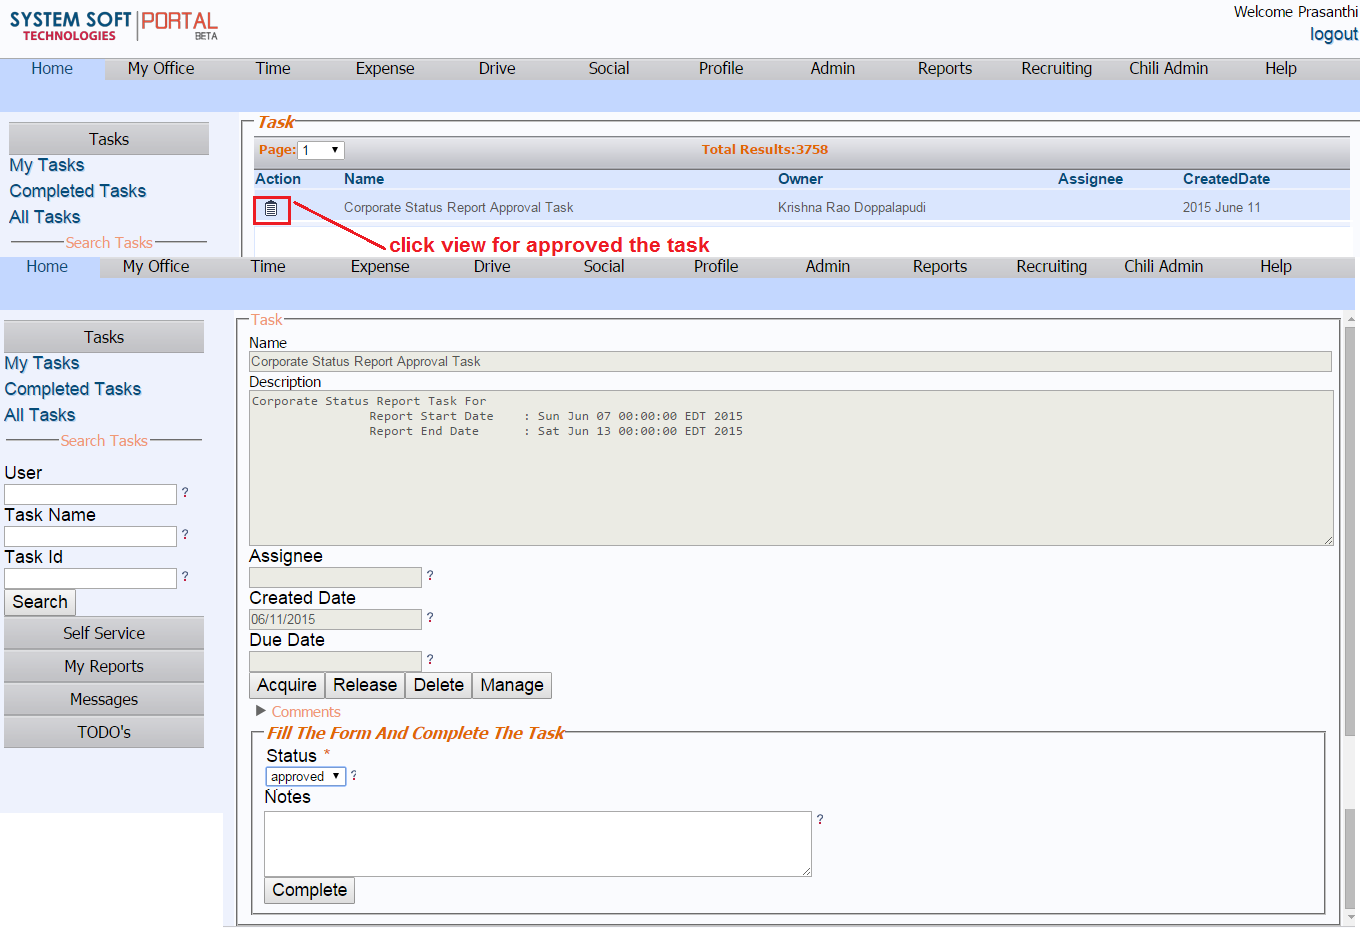 SYSTEM SOFT PORTAL
TECHNOLOGIES BETA
Welcome Prasanthi
logout
Home My Office Time Expense Drive Social Profile Admin Reports Recruiting Chili Admin Help
Tasks
My Tasks
Completed Tasks
All Tasks
Search Tasks
Task
Page: 1 Total Results:3758
Action Name Owner Assignee CreatedDate
Corporate Status Report Approval Task Krishna Rao Doppalapudi 2015 June 11
click view for approved the task
Home My Office Time Expense Drive Social Profile Admin Reports Recruiting Chili Admin Help
Tasks
My Tasks
Completed Tasks
All Tasks
Search Tasks
User
?
Task Name
?
Task Id
?
Search
Self Service
My Reports
Messages
TODO's
Task
Name
Corporate Status Report Approval Task
Description
Corporate Status Report Task For
Report Start Date : Sun Jun 07 00:00:00 EDT 2015
Report End Date : Sat Jun 13 00:00:00 EDT 2015
Assignee
?
Created Date
06/11/2015 ?
Due Date
?
Acquire Release Delete Manage
Comments
Fill The Form And Complete The Task
Status *
approved ?
Notes
?
Complete